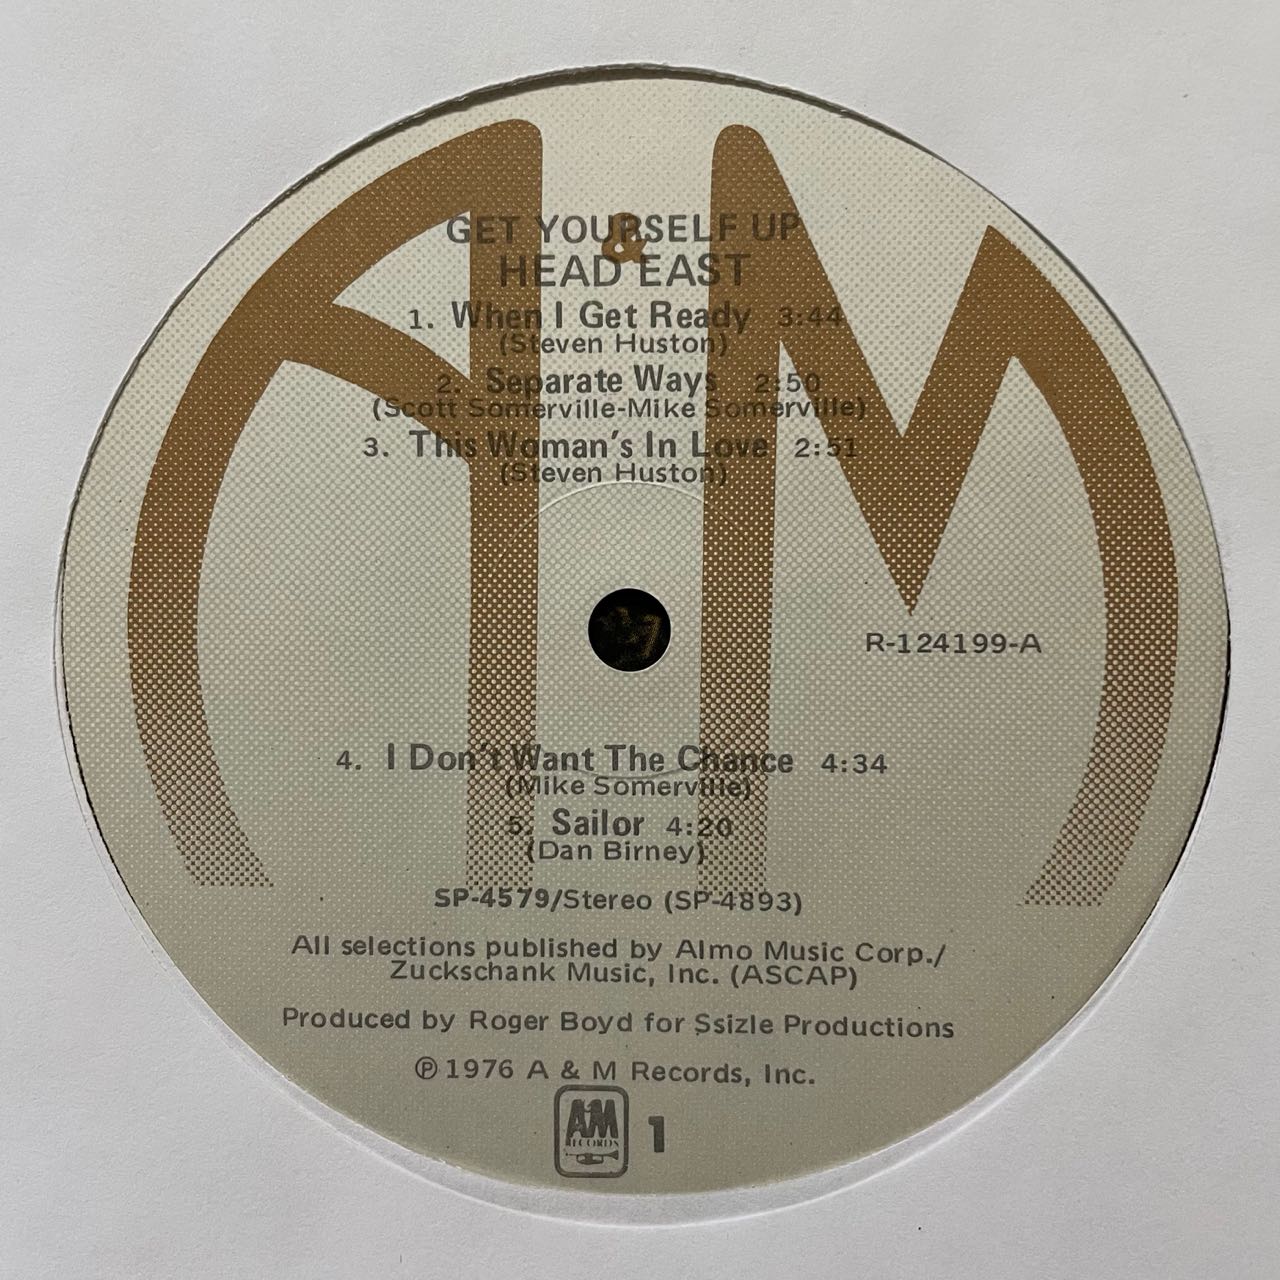 A & M
GET YOURSELF UP
HEAD EAST
1. When I Get Ready 3:44
(Steven Huston)
2. Separate Ways 2:50
(Scott Somerville-Mike Somerville)
3. This Woman's In Love 2:51
(Steven Huston)
R-124199-A
4. I Don't Want The Chance 4:34
(Mike Somerville)
5. Sailor 4:20
(Dan Birney)
SP-4579/Stereo (SP-4893)
All selections published by Almo Music Corp./
Zuckschank Music, Inc. (ASCAP)
Produced by Roger Boyd for Ssizle Productions
℗ 1976 A & M Records, Inc.
AM
RECORDS
1